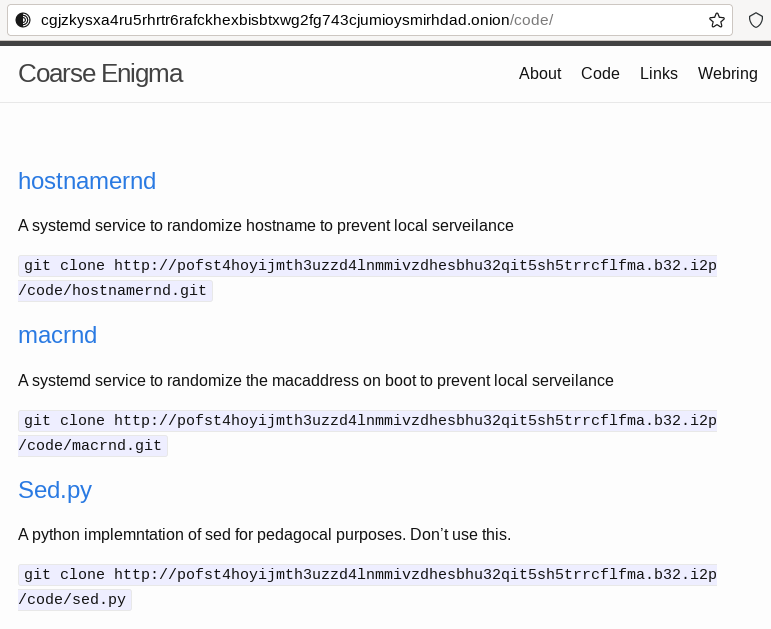 cgjzkysxa4ru5rhrtr6rafckhexbisbtxwg2fg743cjumioysmirhdad.onion/code/
Coarse Enigma
About Code Links Webring
hostnamernd
A systemd service to randomize hostname to prevent local serveilance
git clone http://pofst4hoyijmth3uzzd4lnmmivzdhesbhu32qit5sh5trrcflfma.b32.i2p
/code/hostnamernd.git
macrnd
A systemd service to randomize the macaddress on boot to prevent local serveilance
git clone http://pofst4hoyijmth3uzzd4lnmmivzdhesbhu32qit5sh5trrcflfma.b32.i2p
/code/macrnd.git
Sed.py
A python implemntation of sed for pedagocal purposes. Don’t use this.
git clone http://pofst4hoyijmth3uzzd4lnmmivzdhesbhu32qit5sh5trrcflfma.b32.i2p
/code/sed.py